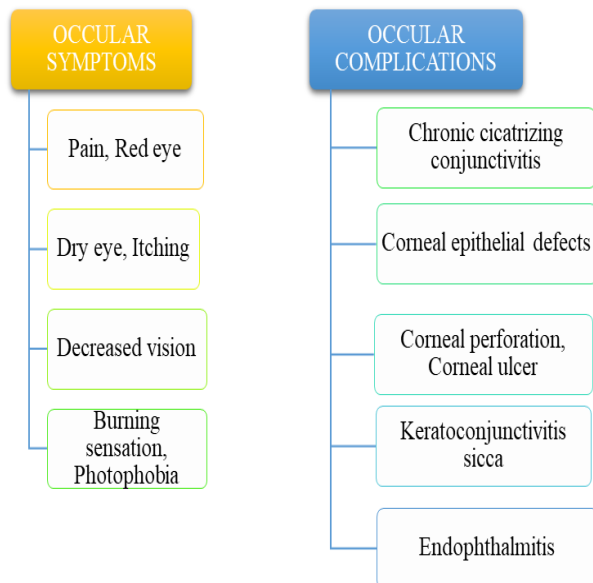 OCCULAR
SYMPTOMS
Pain, Red eye
Dry eye, Itching
Decreased vision
Burning
sensation,
Photophobia
OCCULAR
COMPLICATIONS
Chronic cicatrizing
conjunctivitis
Corneal epithelial defects
Corneal perforation,
Corneal ulcer
Keratoconjunctivitis
sicca
Endophthalmitis